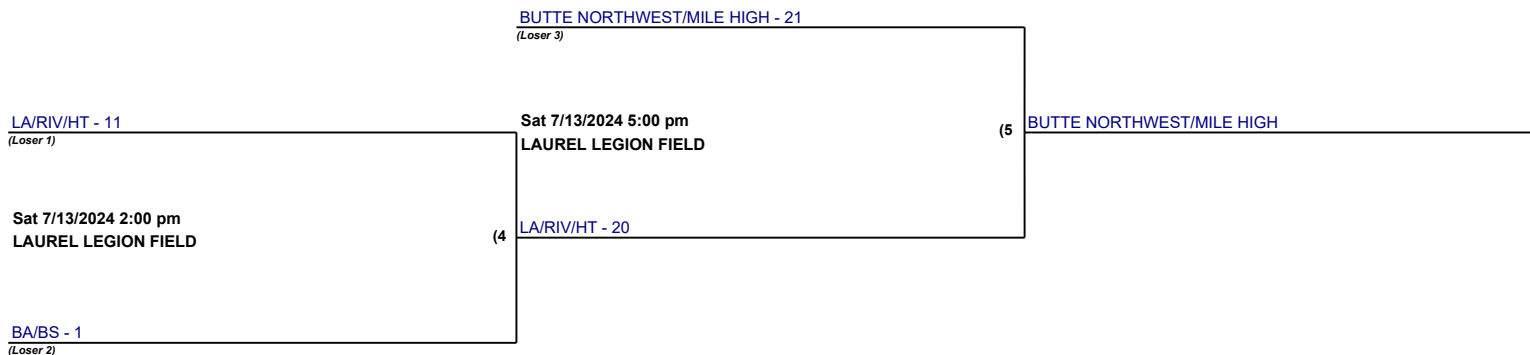 BUTTE NORTHWEST/MILE HIGH - 21
(Loser 3)
LA/RIV/HT - 11
(Loser 1)
Sat 7/13/2024 5:00 pm
LAUREL LEGION FIELD
(5
BUTTE NORTHWEST/MILE HIGH
Sat 7/13/2024 2:00 pm
LAUREL LEGION FIELD
(4
LA/RIV/HT - 20
BA/BS - 1
(Loser 2)